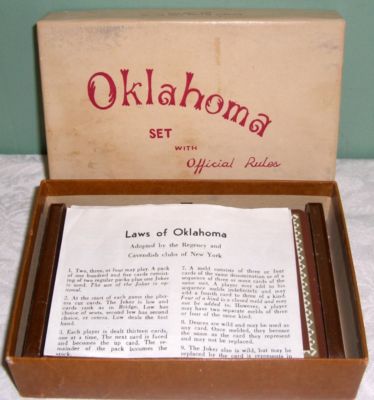 Oklahoma
SET
WITH
Official Rules
Laws of Oklahoma
Adopted by the Regency and
Cavendish clubs of New York
1. Two, three, or four may play. A pack
of one hundred and five cards consist-
ing of two regular packs plus one Joker
is used. The use of the Joker is op-
tional.
2. At the start of each game the play-
ers cut cards. The Joker is low and
cards rank as in Bridge. Low has
choice of seats, second low has second
choice, et cetera. Low deals the first
hand.
3. Each player is dealt thirteen cards,
one at a time. The next card is faced
and becomes the up card. The re-
mainder of the pack becomes the
stock.
7. A meld consists of three or four
cards of the same denomination or of a
sequence of three or more cards of the
same suit. A player may add to his
sequence melds indefinitely and may
add a fourth card to three of a kind.
Four of a kind is a closed meld and may
not be added to. However, a player
may have two separate melds of three
or four of the same kind.
8. Deuces are wild and may be used as
any card. Once melded, they become
the same as the card they represent
and may not be replaced.
9. The Joker also is wild, but may be
replaced by the card it represents in